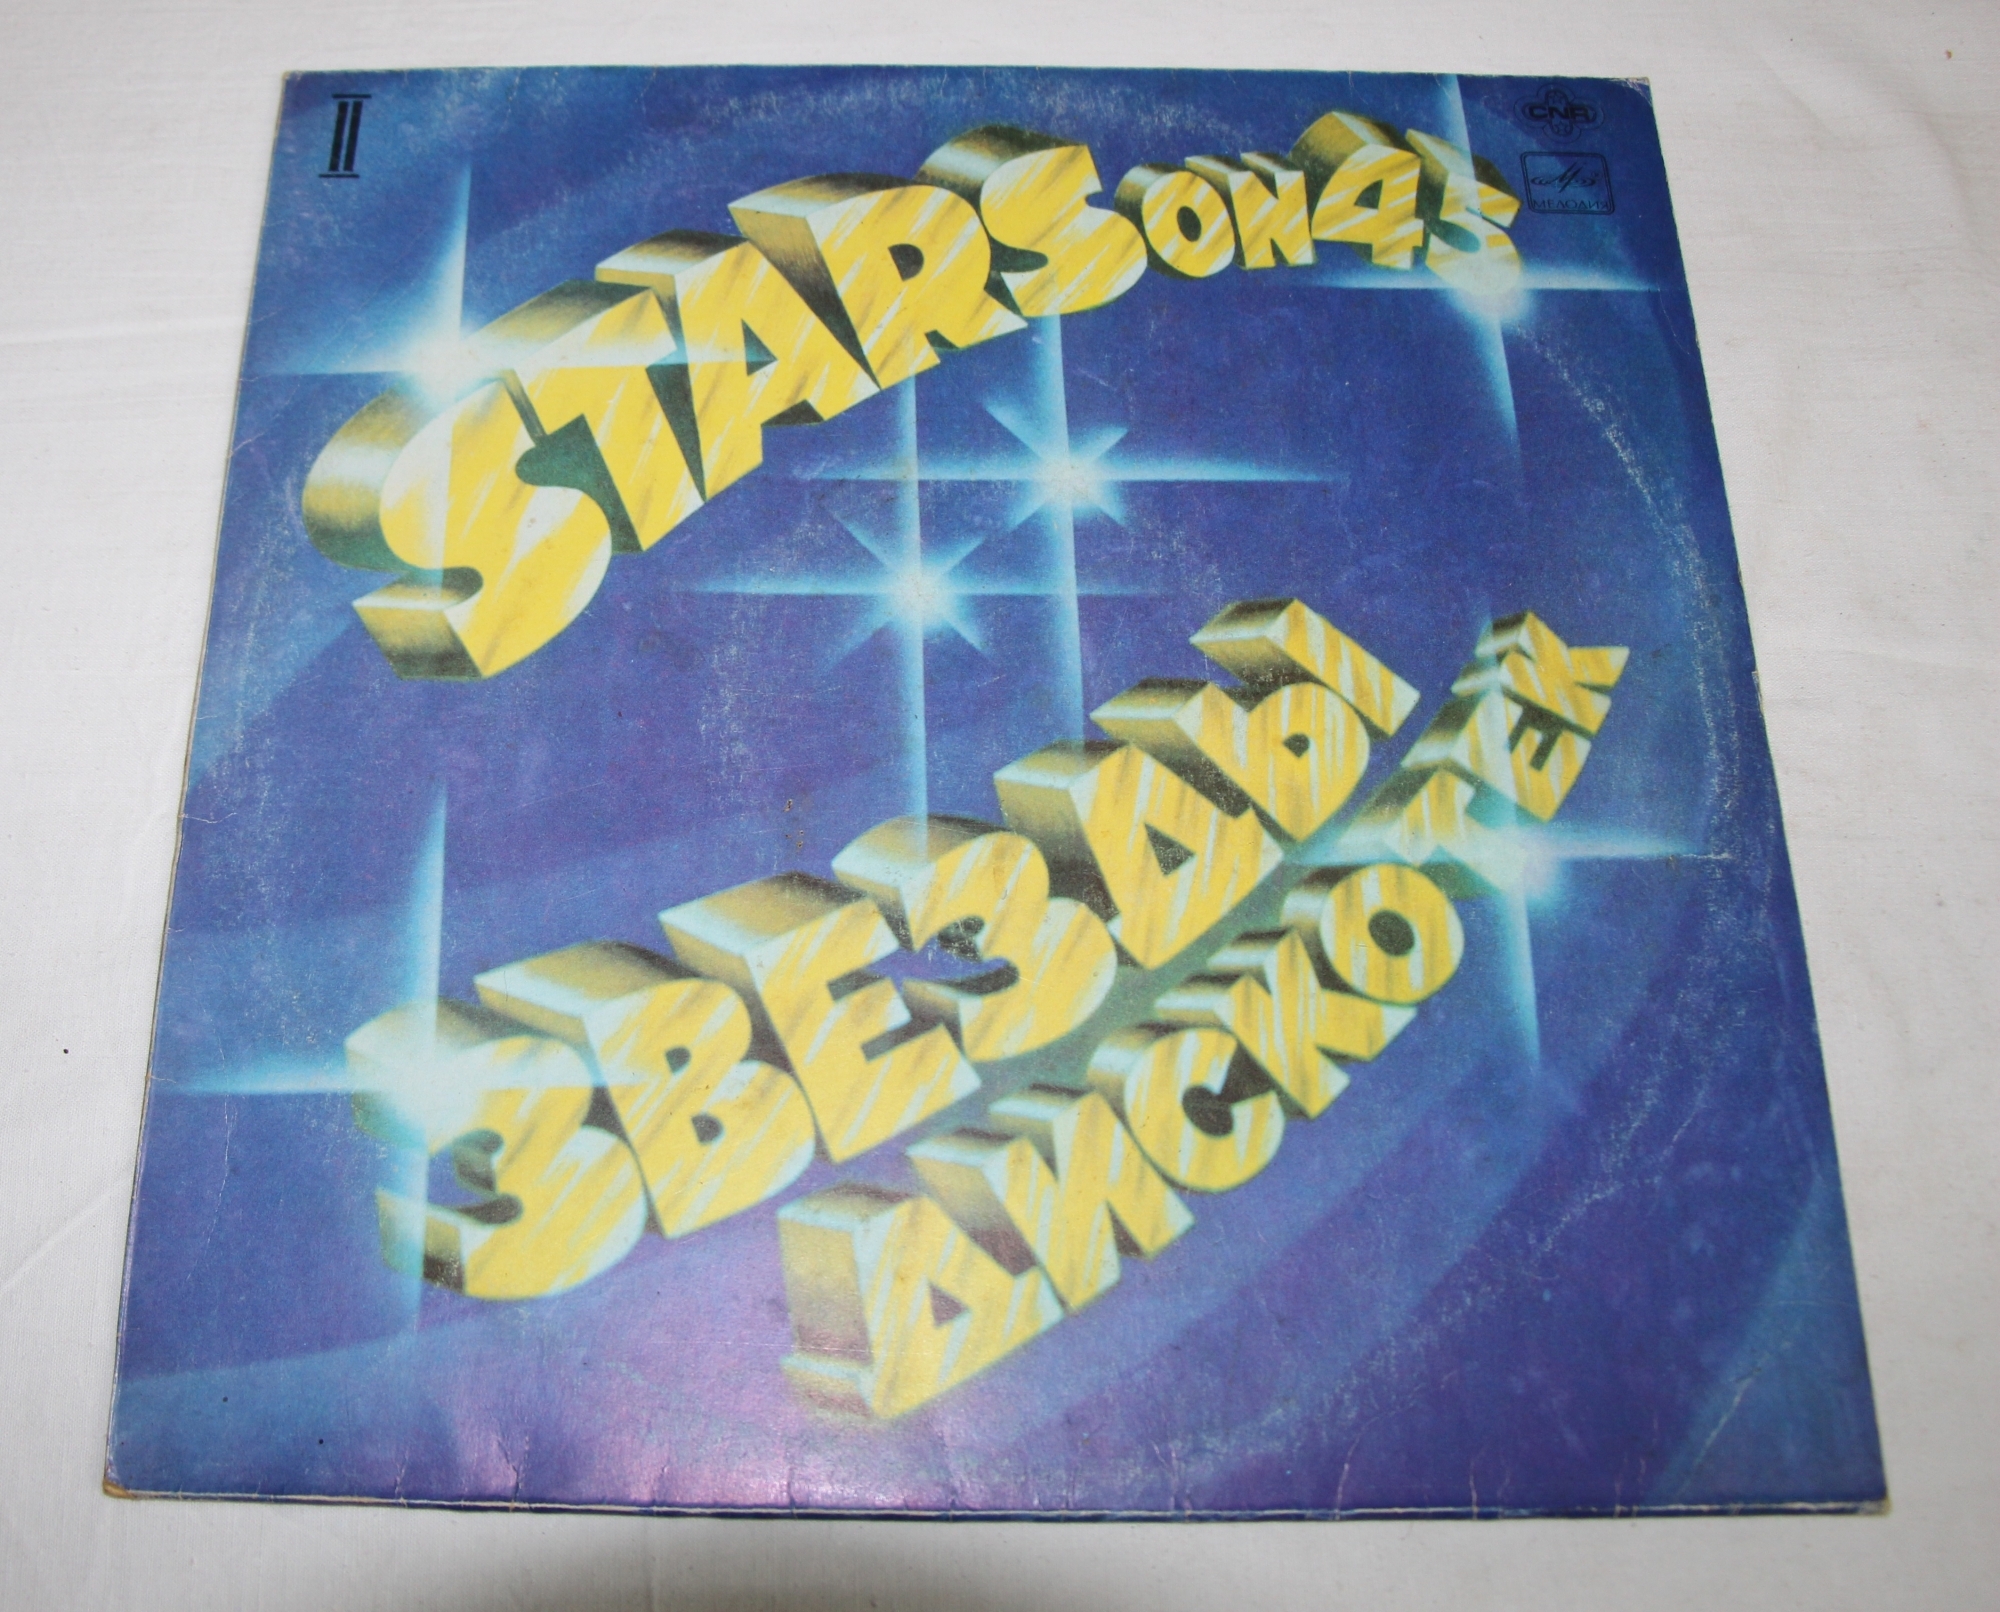 II
CNR
МЕЛОДИЯ
STARS ON 45
ЗВЕЗДЫ
ДИСКОТЕК